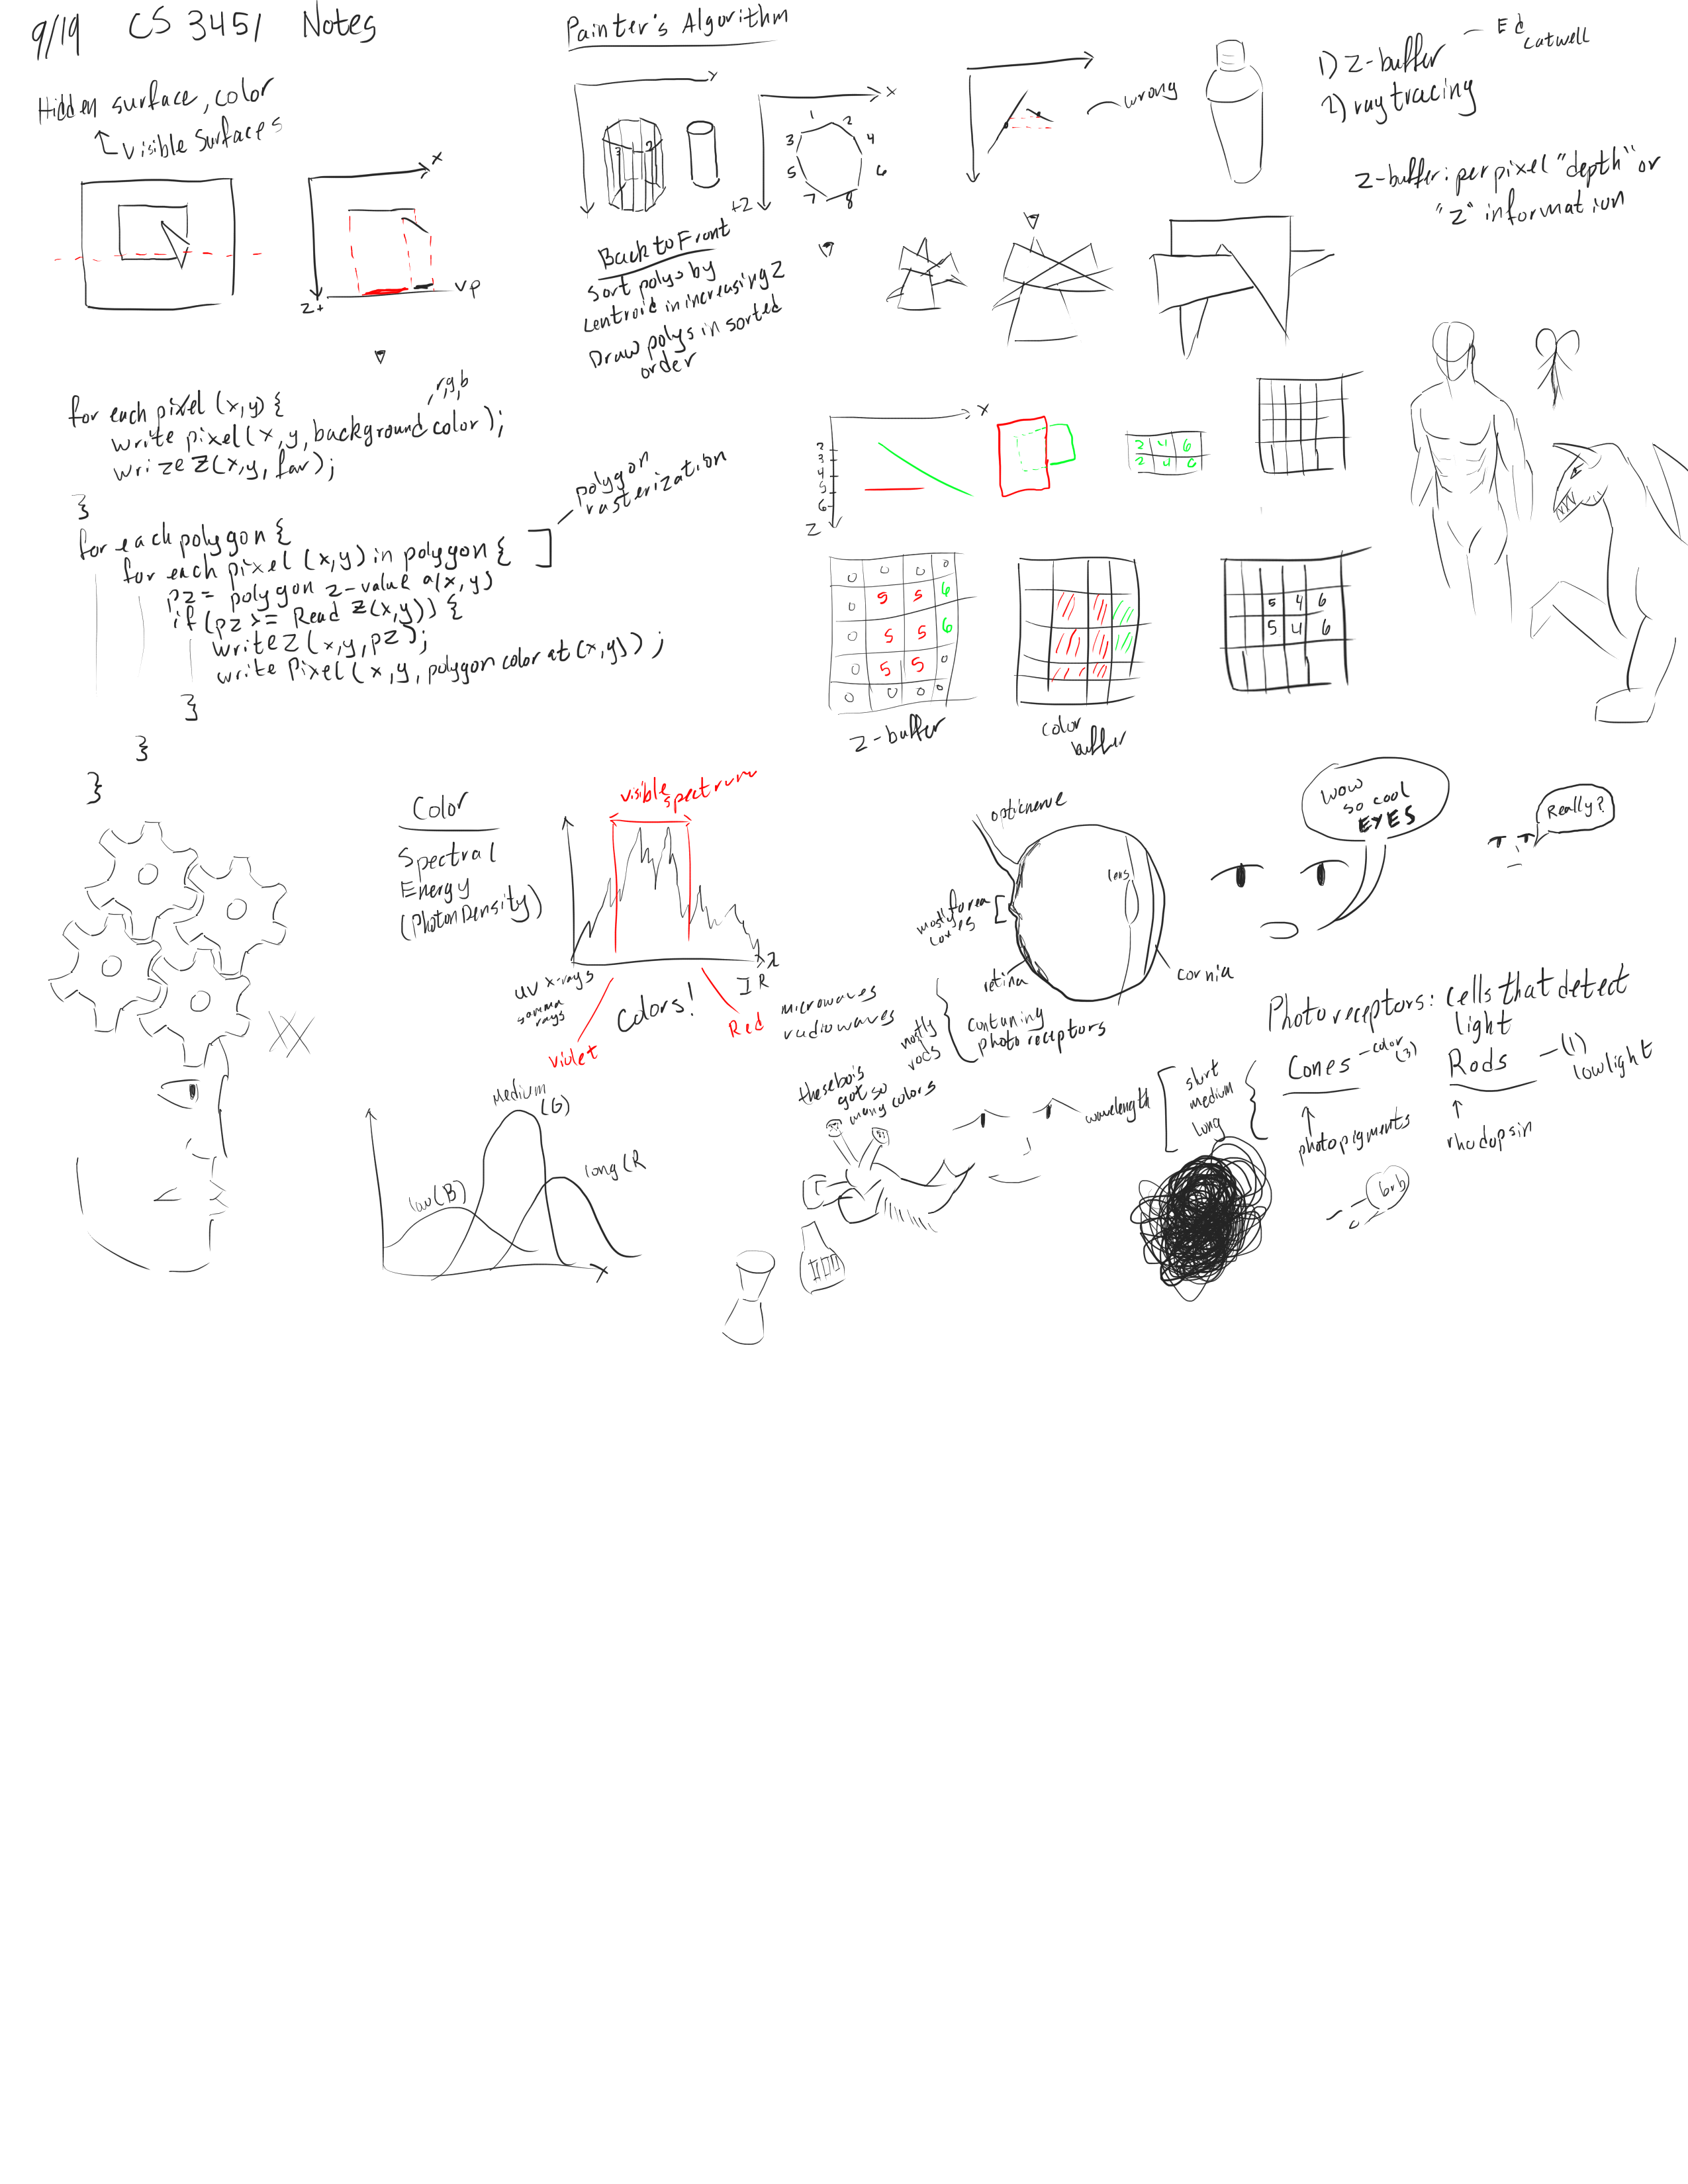 9/19 CS 3451 Notes
Hidden surface, color
Visible Surfaces
X
Z+
VP
Painter's Algorithm
Y
X
+Z
1
2
3
4
5
6
7
8
3 2
Back to Front
Sort polys by
centroid in increasing Z
Draw polys in sorted
order
wrong
1) Z-buffer - Ed
Catwell
2) ray tracing
Z-buffer: per pixel "depth" or
"Z" information
for each pixel (x,y) {
r,g,b
write pixel(x,y,background color);
write Z(x,y,far);
}
polygon
rasterization
for each polygon {
for each pixel (x,y) in polygon {
pz = polygon z-value a(x,y)
if (pz >= Read Z(x,y)) {
write Z (x,y,pz);
write Pixel (x,y, polygon color at (x,y));
}
}
}
X
2
3
4
5
6
Z
2 4 6
2 4 6
0 0 0 0
0 5 5 6
0 5 5 6
0 5 5 0
0 0 0 0
z-buffer
color
buffer
5 4 6
5 4 6
Color
Spectral
Energy
(Photon Density)
visible
spectrum
λ
UV x-rays
gamma
rays
violet
Colors!
Red
IR
microwaves
radiowaves
Medium
(G)
low(B)
long(R
X
optic nerve
lens
mostly
cones
retina
cornia
mostly
rods
contaning
photo receptors
wow
so cool
EYES
Really?
Photoreceptors: cells that detect
light
Cones - color
(3)
photopigments
Rods - (1)
lowlight
rhodopsin
wavelength
shrt
medium
long
these bois
got so
many colors
brb